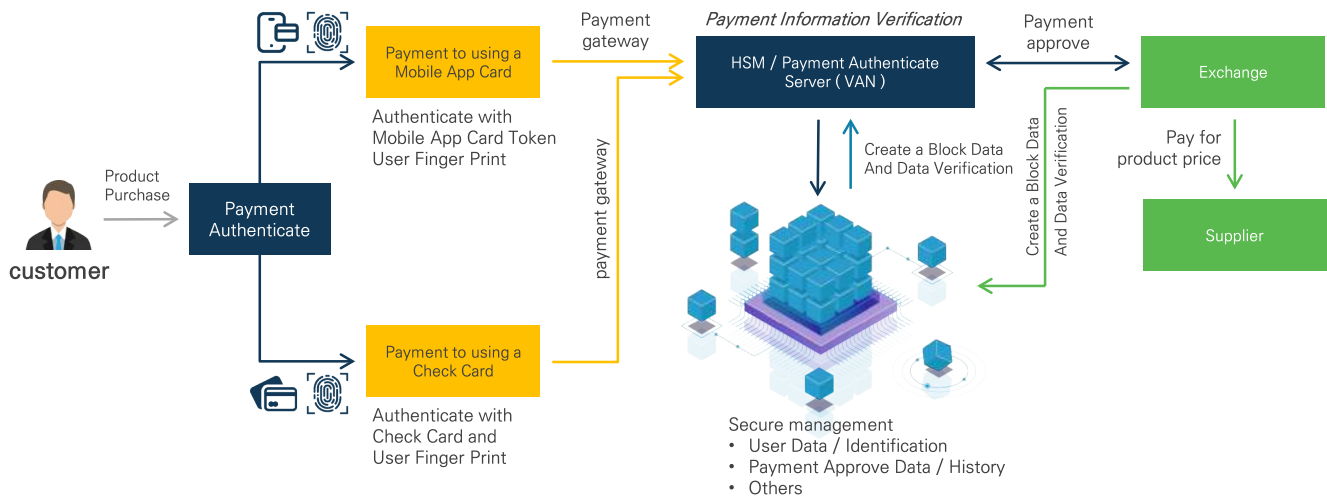 customer
Product
Purchase
Payment
Authenticate
Payment to using a
Mobile App Card
Authenticate with
Mobile App Card Token
User Finger Print
Payment to using a
Check Card
Authenticate with
Check Card and
User Finger Print
Payment
gateway
payment gateway
Payment Information Verification
HSM / Payment Authenticate
Server ( VAN )
Create a Block Data
And Data Verification
Secure management
• User Data / Identification
• Payment Approve Data / History
• Others
Payment
approve
Create a Block Data
And Data Verification
Exchange
Pay for
product price
Supplier